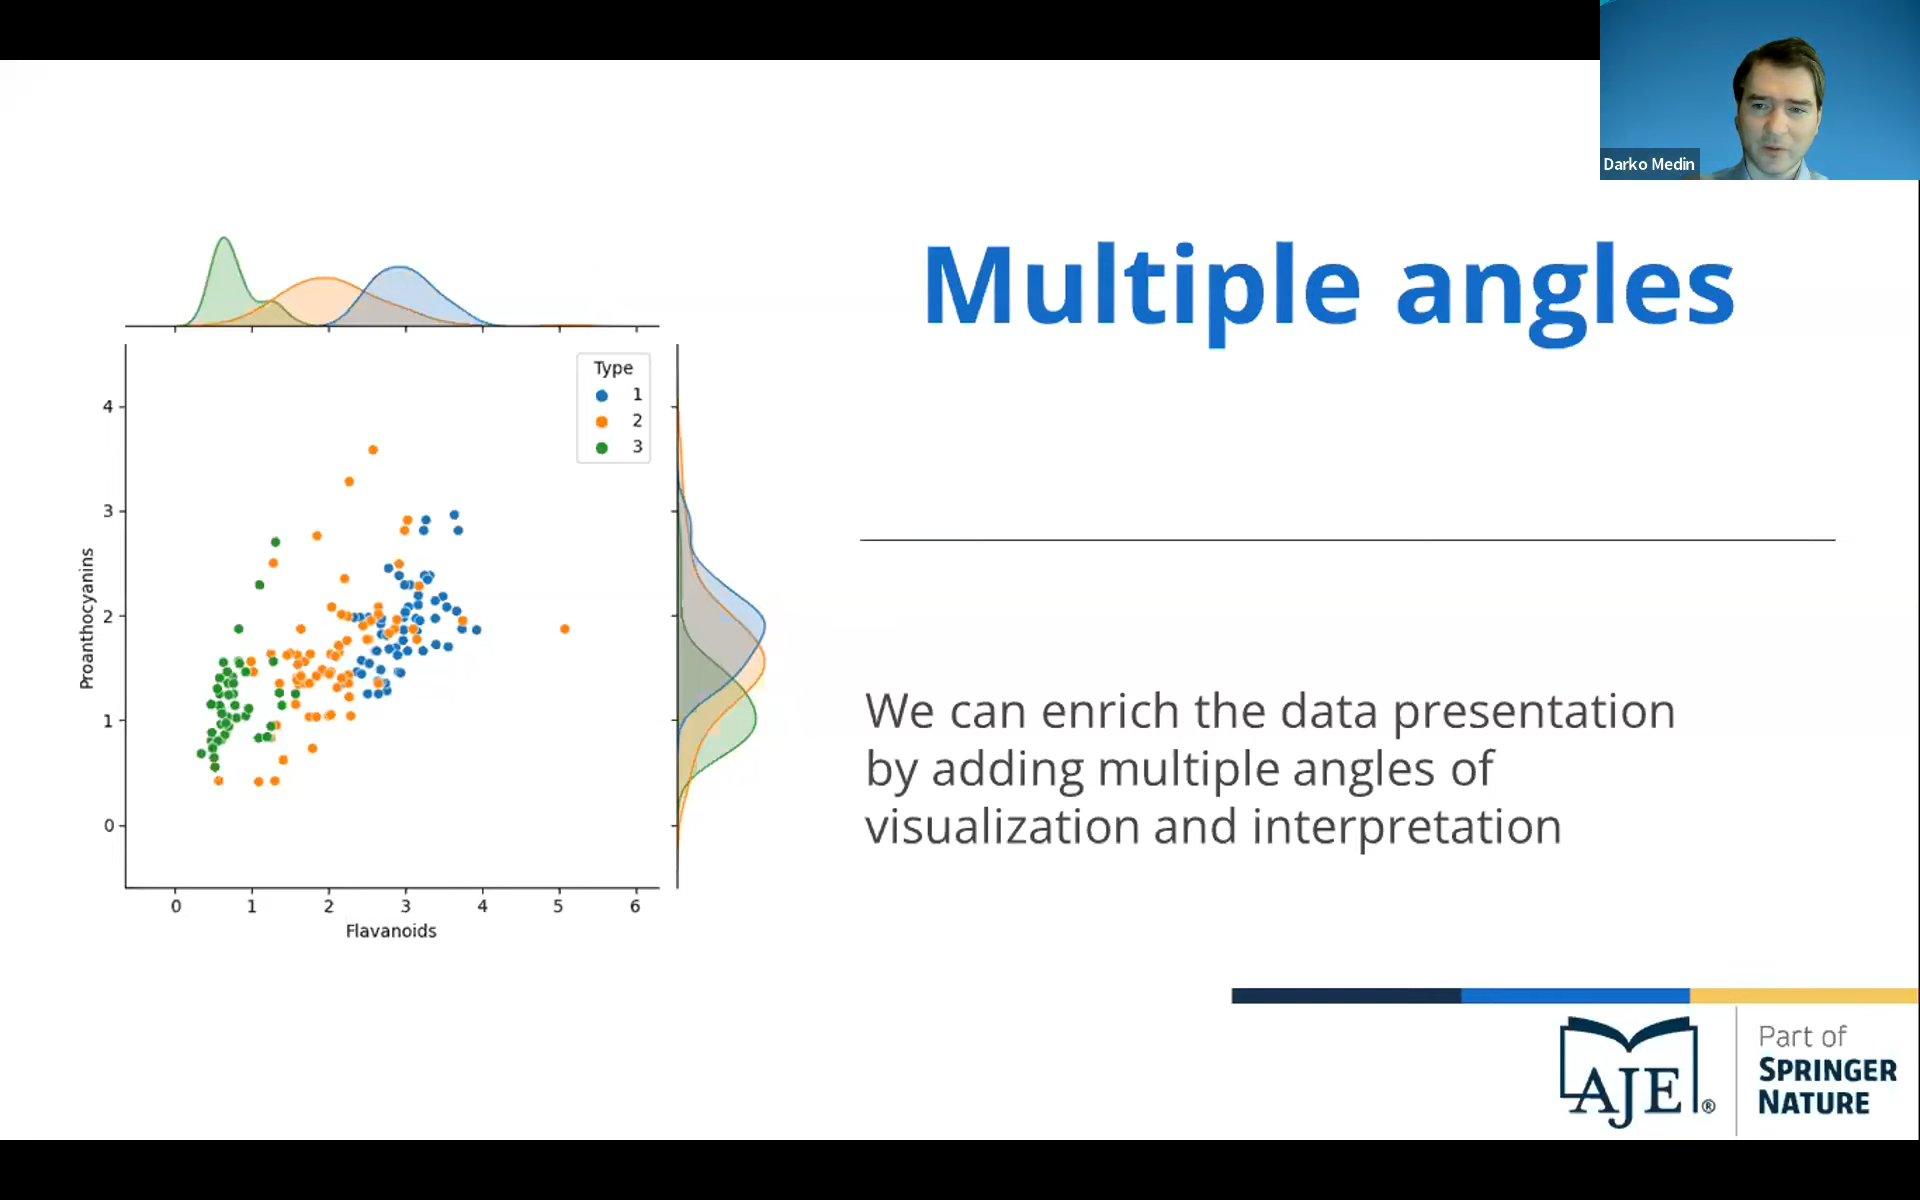 Darko Medin
Multiple angles
Type
1
2
3
4
3
2
1
0
Proanthocyanins
0 1 2 3 4 5 6
Flavanoids
We can enrich the data presentation
by adding multiple angles of
visualization and interpretation
AJE®
Part of
SPRINGER
NATURE